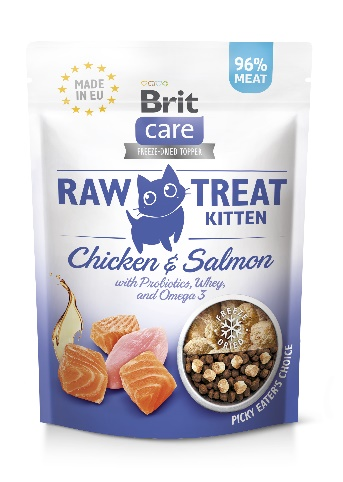 96%
MEAT
MADE IN
EU
Brit
care
FREEZE-DRIED TOPPER
RAW TREAT
KITTEN
Chicken & Salmon
with Probiotics, Whey,
and Omega 3
FREEZE
DRIED
PICKY EATER'S CHOICE